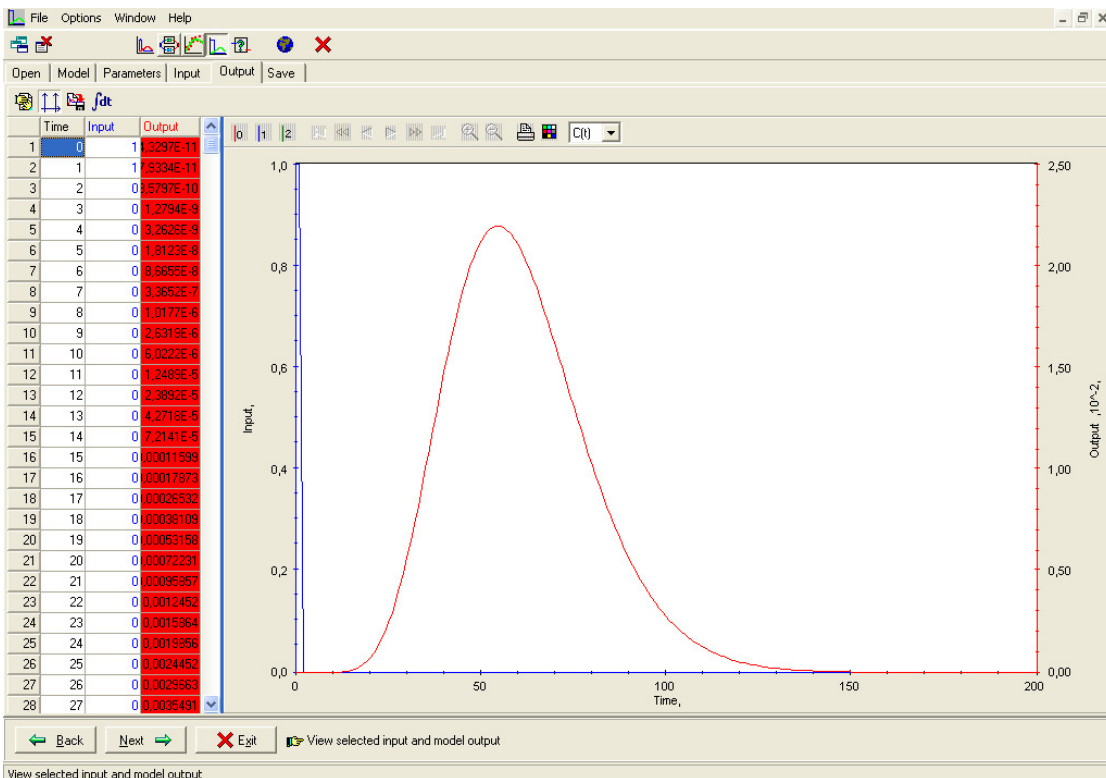 File Options Window Help
Open Model Parameters Input Output Save
∫dt
Time Input Output
0 1 2 C(t)
1 0 1 4,3297E-11
2 1 1 7,9334E-11
3 2 0
4 3 0 1,2794E-9
5 4 0 3,2626E-9
6 5 0 1,8123E-8
7 6 0 8,6655E-8
8 7 0 3,3652E-7
9 8 0 1,0177E-6
10 9 0 2,6319E-6
11 10 0 6,0222E-6
12 11 0 1,2489E-5
13 12 0 2,3892E-5
14 13 0 4,2718E-5
15 14 0 7,2141E-5
16 15 0 0,00011599
17 16 0 0,00017873
18 17 0 0,00026532
19 18 0 0,00038109
20 19 0 0,00053158
21 20 0 0,00072231
22 21 0 0,00095857
23 22 0 0,0012452
24 23 0 0,0015864
25 24 0 0,0019856
26 25 0 0,0024452
27 26 0 0,0029663
28 27 0 0,0035491
1,0
0,8
0,6
0,4
0,2
0,0
Input,
2,50
2,00
1,50
1,00
0,50
0,00
Output ,10^-2,
0 50 100 150 200
Time,
Back Next Exit View selected input and model output
View selected input and model output